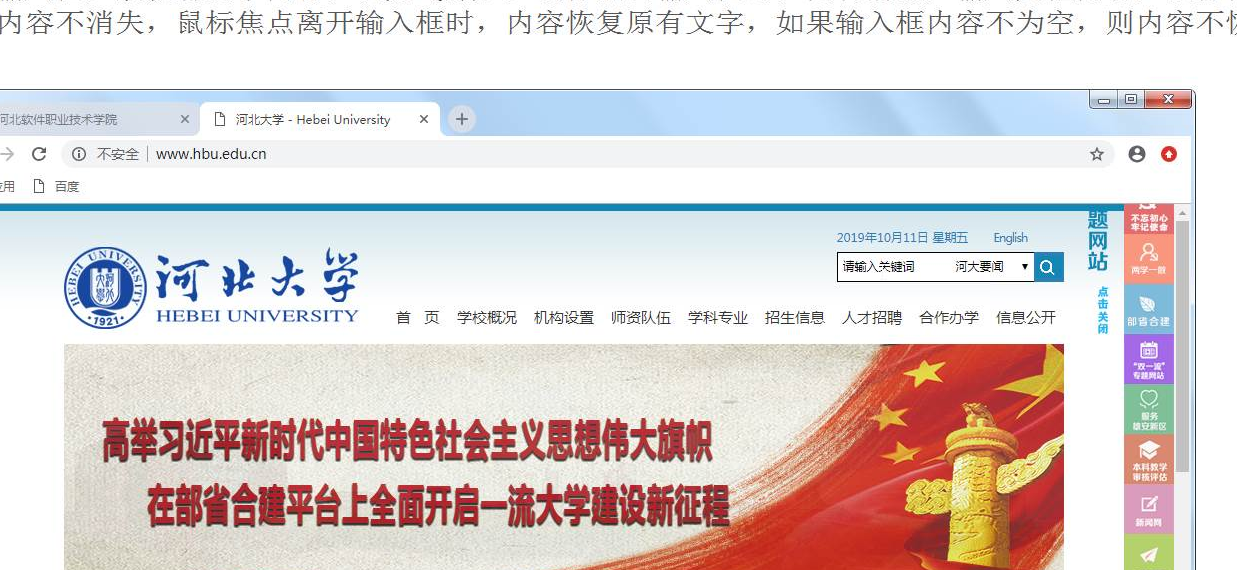 内容不消失，鼠标焦点离开输入框时，内容恢复原有文字，如果输入框内容不为空，则内容不
河北软件职业技术学院
河北大学 - Hebei University
不安全 www.hbu.edu.cn
百度
2019年10月11日 星期五 English
请输入关键词 河大要闻
河北大学
HEBEI UNIVERSITY
HEBEI UNIVERSITY
·1921·
首 页 学校概况 机构设置 师资队伍 学科专业 招生信息 人才招聘 合作办学 信息公开
题网站
点击关闭
不忘初心
牢记使命
两学一做
部省合建
“双一流”
专题网站
服务
雄安新区
本科教学
审核评估
新闻网
高举习近平新时代中国特色社会主义思想伟大旗帜
在部省合建平台上全面开启一流大学建设新征程